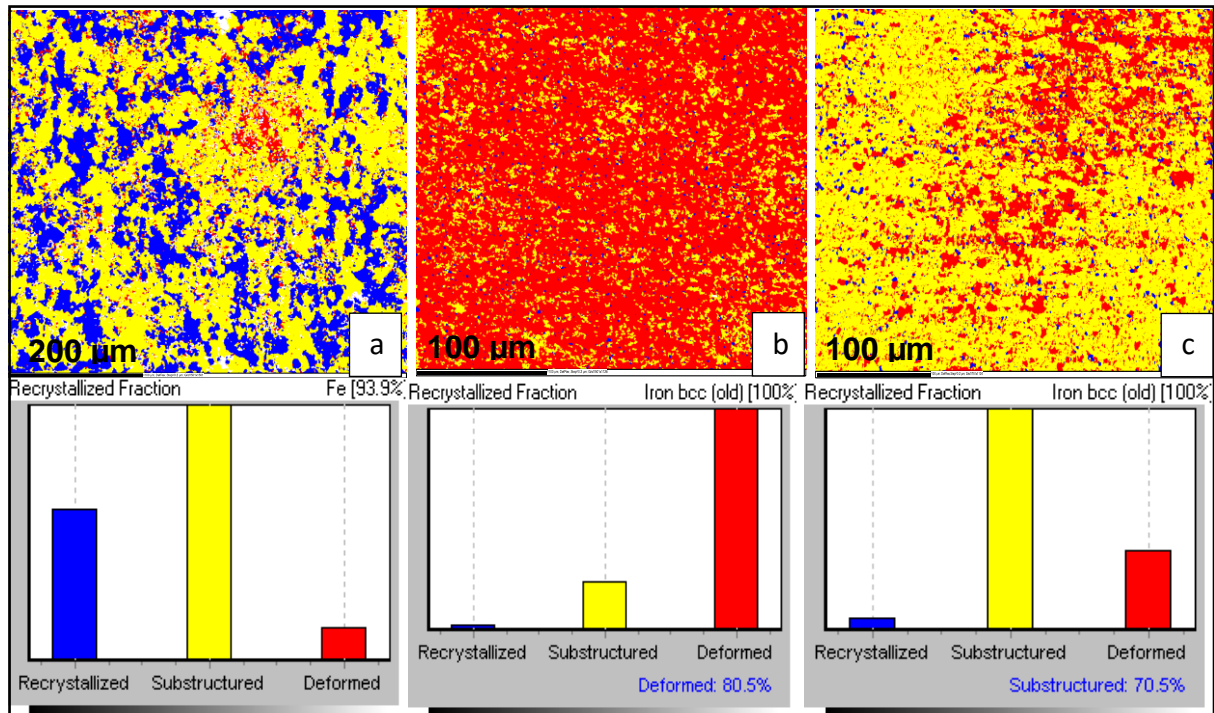 200 µm
a
100 µm
b
100 µm
c
Recrystallized Fraction
Fe [93.9%
Recrystallized Fraction
Iron bcc (old) [100%
Recrystallized Fraction
Iron bcc (old) [100%
Recrystallized
Substructured
Deformed
Recrystallized
Substructured
Deformed
Deformed: 80.5%
Recrystallized
Substructured
Deformed
Substructured: 70.5%